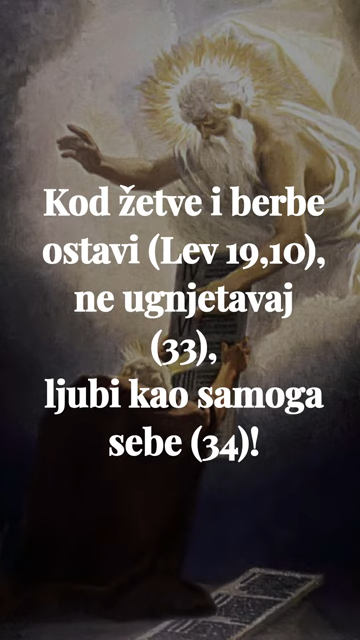 Kod žetve i berbe
ostavi (Lev 19,10),
ne ugnjetavaj
(33),
ljubi kao samoga
sebe (34)!